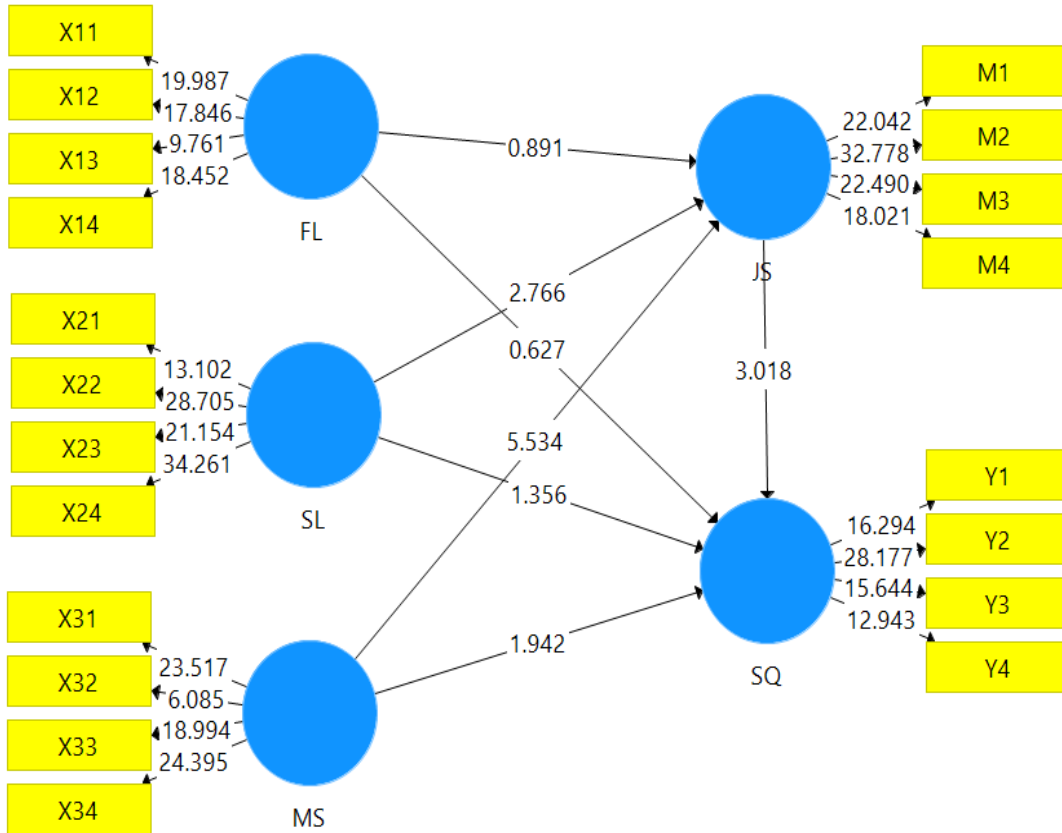 X11
X12
X13
X14
19.987
17.846
9.761
18.452
FL
X21
X22
X23
X24
13.102
28.705
21.154
34.261
SL
X31
X32
X33
X34
23.517
6.085
18.994
24.395
MS
0.891
2.766
0.627
5.534
1.356
1.942
3.018
JS
22.042
32.778
22.490
18.021
M1
M2
M3
M4
SQ
16.294
28.177
15.644
12.943
Y1
Y2
Y3
Y4